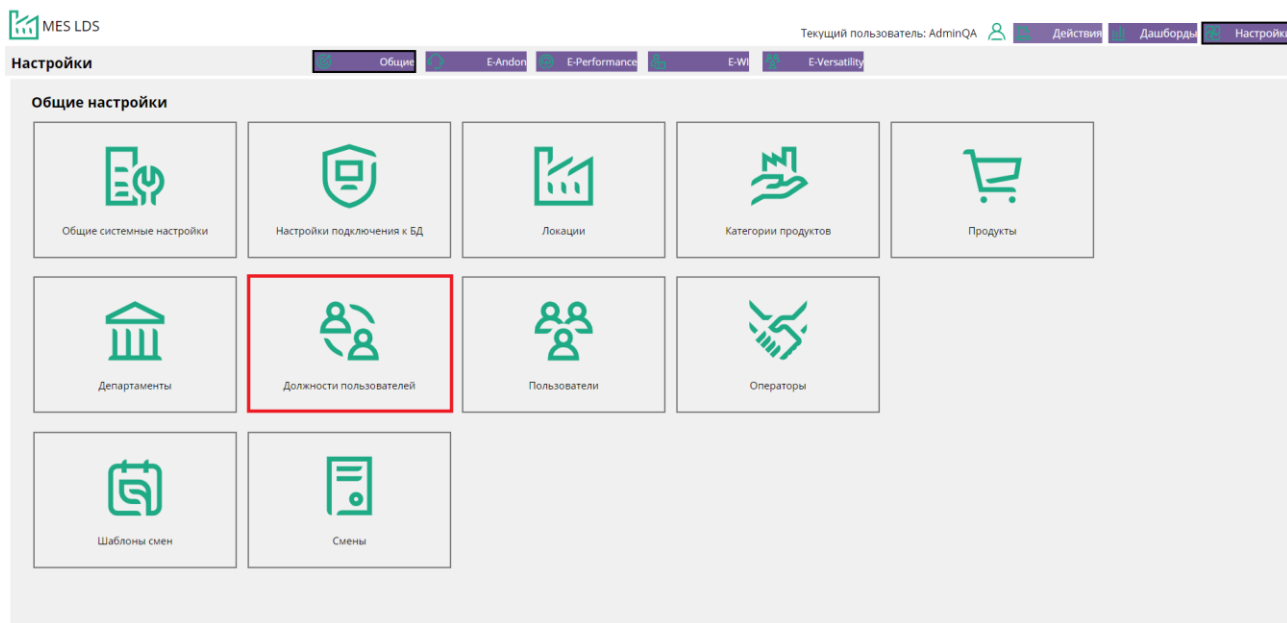 MES LDS
Текущий пользователь: AdminQA
Действия
Дашборды
Настройки
Настройки
Общие
E-Andon
E-Performance
E-WI
E-Versatility
Общие настройки
Общие системные настройки
Настройки подключения к БД
Локации
Категории продуктов
Продукты
Департаменты
Должности пользователей
Пользователи
Операторы
Шаблоны смен
Смены